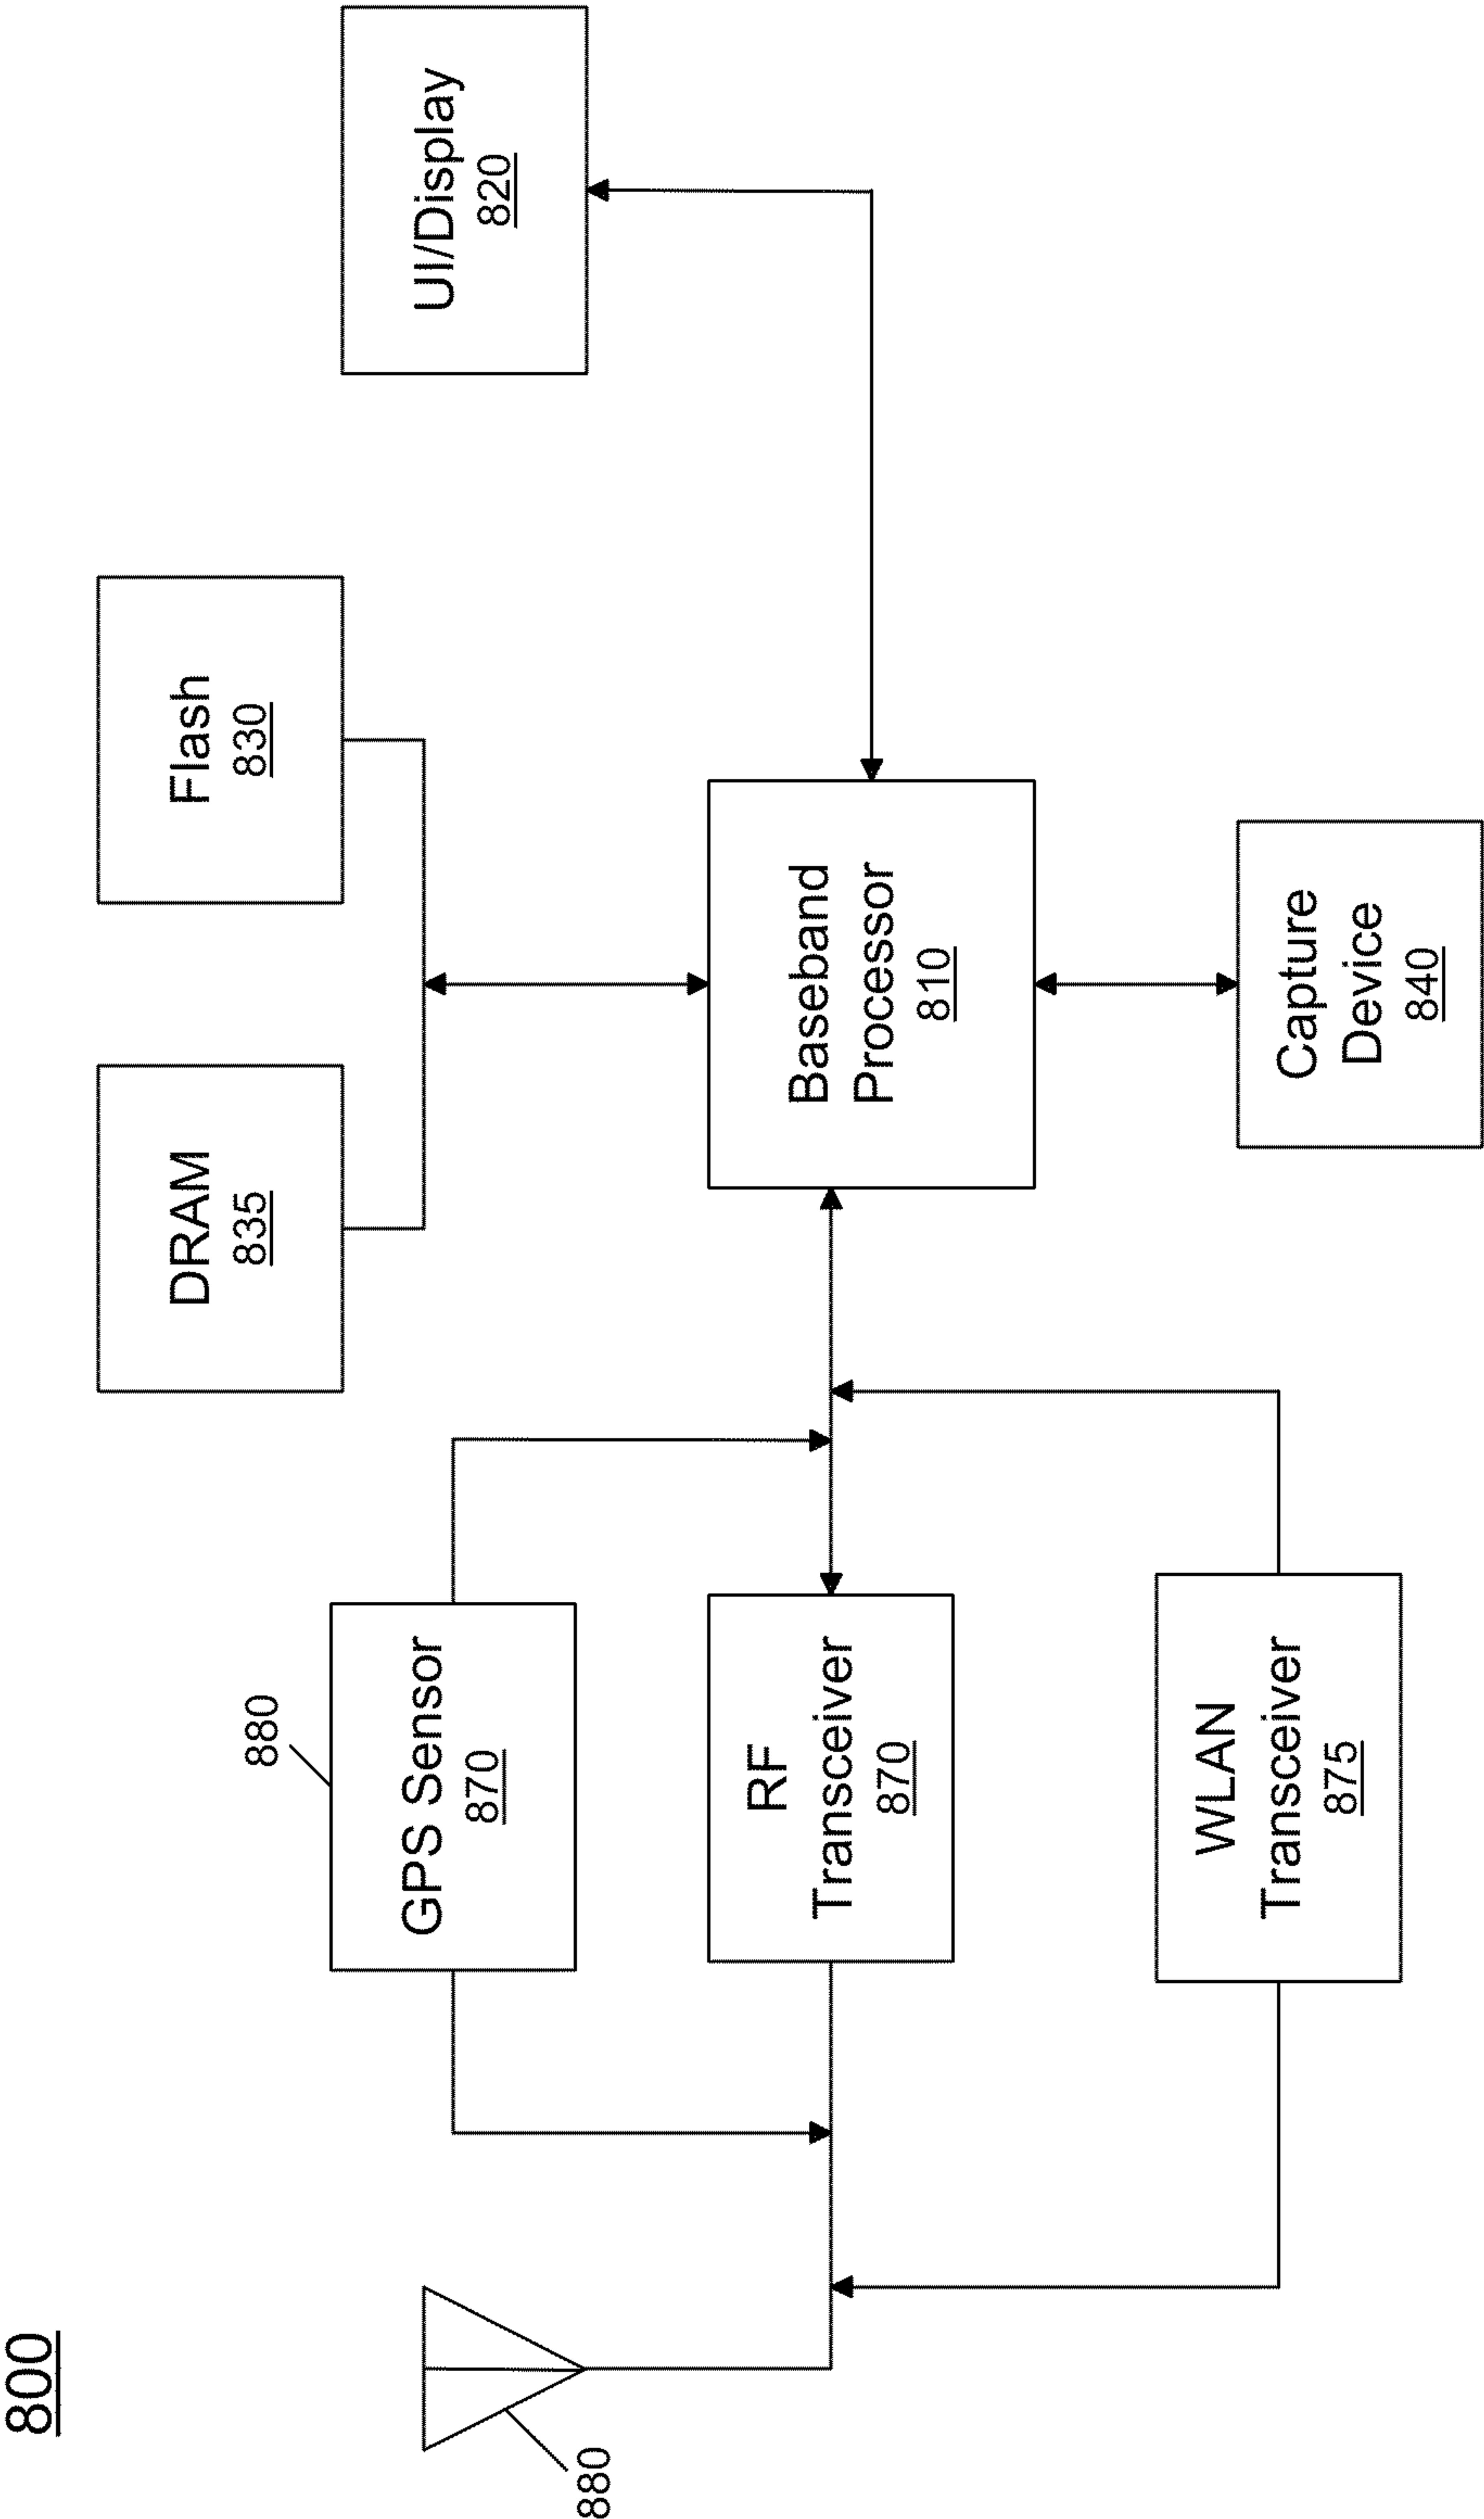 800
DRAM
835
Flash
830
UI/Display
820
880
GPS Sensor
870
880
RF
Transceiver
870
Baseband
Processor
810
WLAN
Transceiver
875
Capture
Device
840